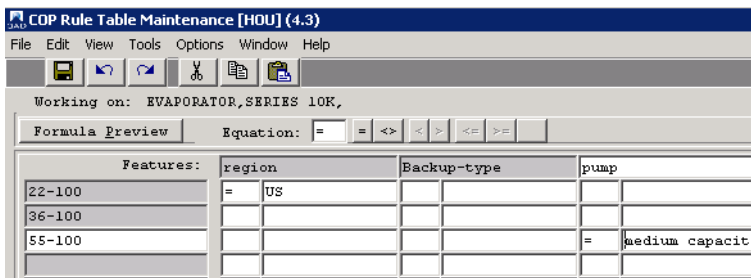 COP Rule Table Maintenance [HOU] (4.3)
File Edit View Tools Options Window Help
Working on: EVAPORATOR,SERIES 10K,
Formula Preview Equation: = = <> < > <= >=
Features: region Backup-type pump
22-100 = US
36-100
55-100 = medium capacit